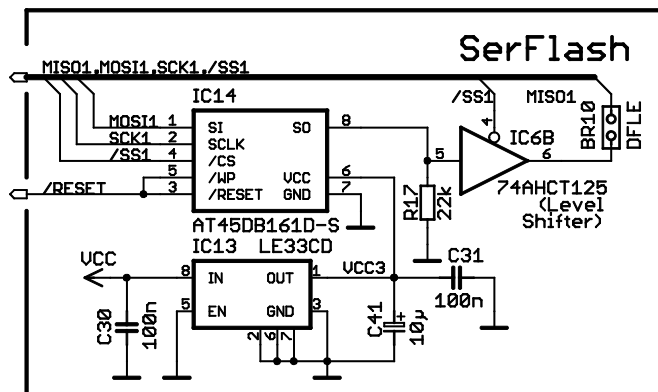 SerFlash
MISO1,MOSI1,SCK1,/SS1
IC14
/SS1
MISO1
MOSI1 1 SI SO 8
SCK1 2 SCLK
/SS1 4 /CS
5 /WP VCC 6
/RESET 3 /RESET GND 7
4
IC6B
5
6
BR10
DFLE
74AHCT125
(Level
Shifter)
R17
22k
AT45DB161D-S
IC13 LE33CD
VCC
8 IN OUT 1 VCC3
5 EN GND 3
2 6 7
C30
100n
C41
+
10µ
C31
100n